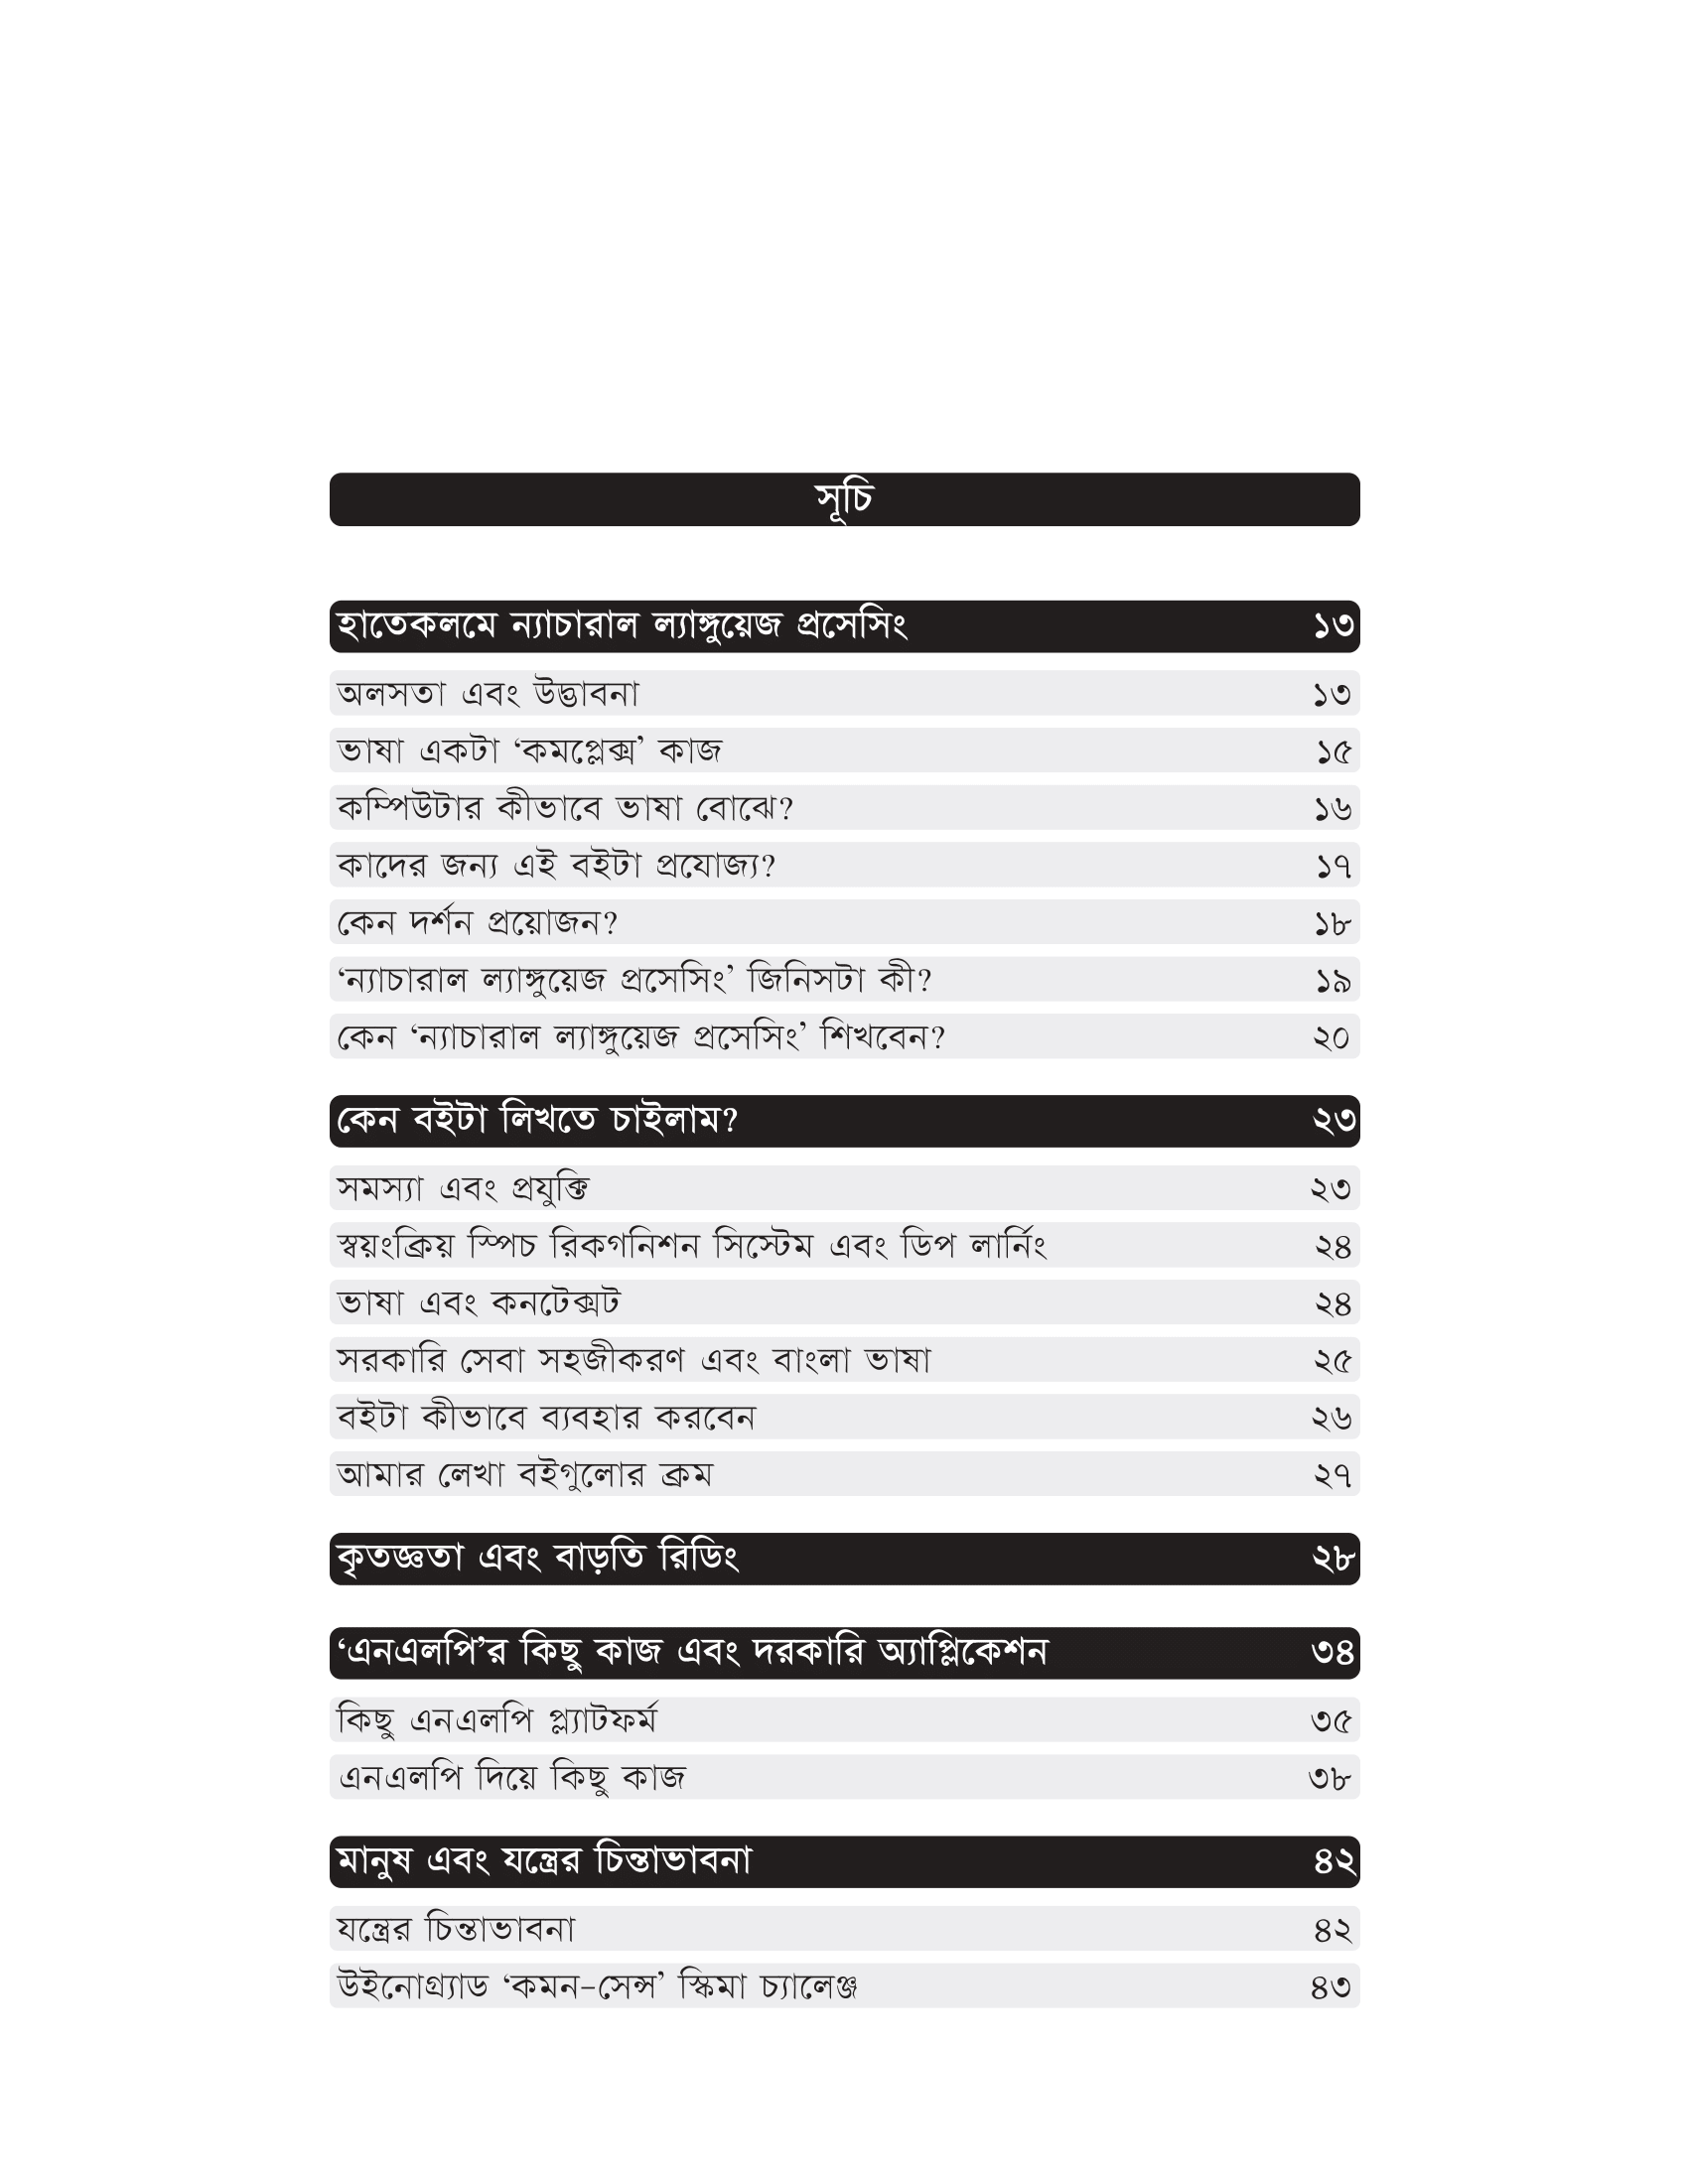 সূচি
হাতেকলমে ন্যাচারাল ল্যাঙ্গুয়েজ প্রসেসিং ১৩
অলসতা এবং উদ্ভাবনা ১৩
ভাষা একটা ‘কমপ্লেক্স’ কাজ ১৫
কম্পিউটার কীভাবে ভাষা বোঝে? ১৬
কাদের জন্য এই বইটা প্রযোজ্য? ১৭
কেন দর্শন প্রয়োজন? ১৮
‘ন্যাচারাল ল্যাঙ্গুয়েজ প্রসেসিং’ জিনিসটা কী? ১৯
কেন ‘ন্যাচারাল ল্যাঙ্গুয়েজ প্রসেসিং’ শিখবেন? ২০
কেন বইটা লিখতে চাইলাম? ২৩
সমস্যা এবং প্রযুক্তি ২৩
স্বয়ংক্রিয় স্পিচ রিকগনিশন সিস্টেম এবং ডিপ লার্নিং ২৪
ভাষা এবং কনটেক্সট ২৪
সরকারি সেবা সহজীকরণ এবং বাংলা ভাষা ২৫
বইটা কীভাবে ব্যবহার করবেন ২৬
আমার লেখা বইগুলোর ক্রম ২৭
কৃতজ্ঞতা এবং বাড়তি রিডিং ২৮
‘এনএলপি’র কিছু কাজ এবং দরকারি অ্যাপ্লিকেশন ৩৪
কিছু এনএলপি প্ল্যাটফর্ম ৩৫
এনএলপি দিয়ে কিছু কাজ ৩৮
মানুষ এবং যন্ত্রের চিন্তাভাবনা ৪২
যন্ত্রের চিন্তাভাবনা ৪২
উইনোগ্র্যাড ‘কমন-সেন্স’ স্কিমা চ্যালেঞ্জ ৪৩